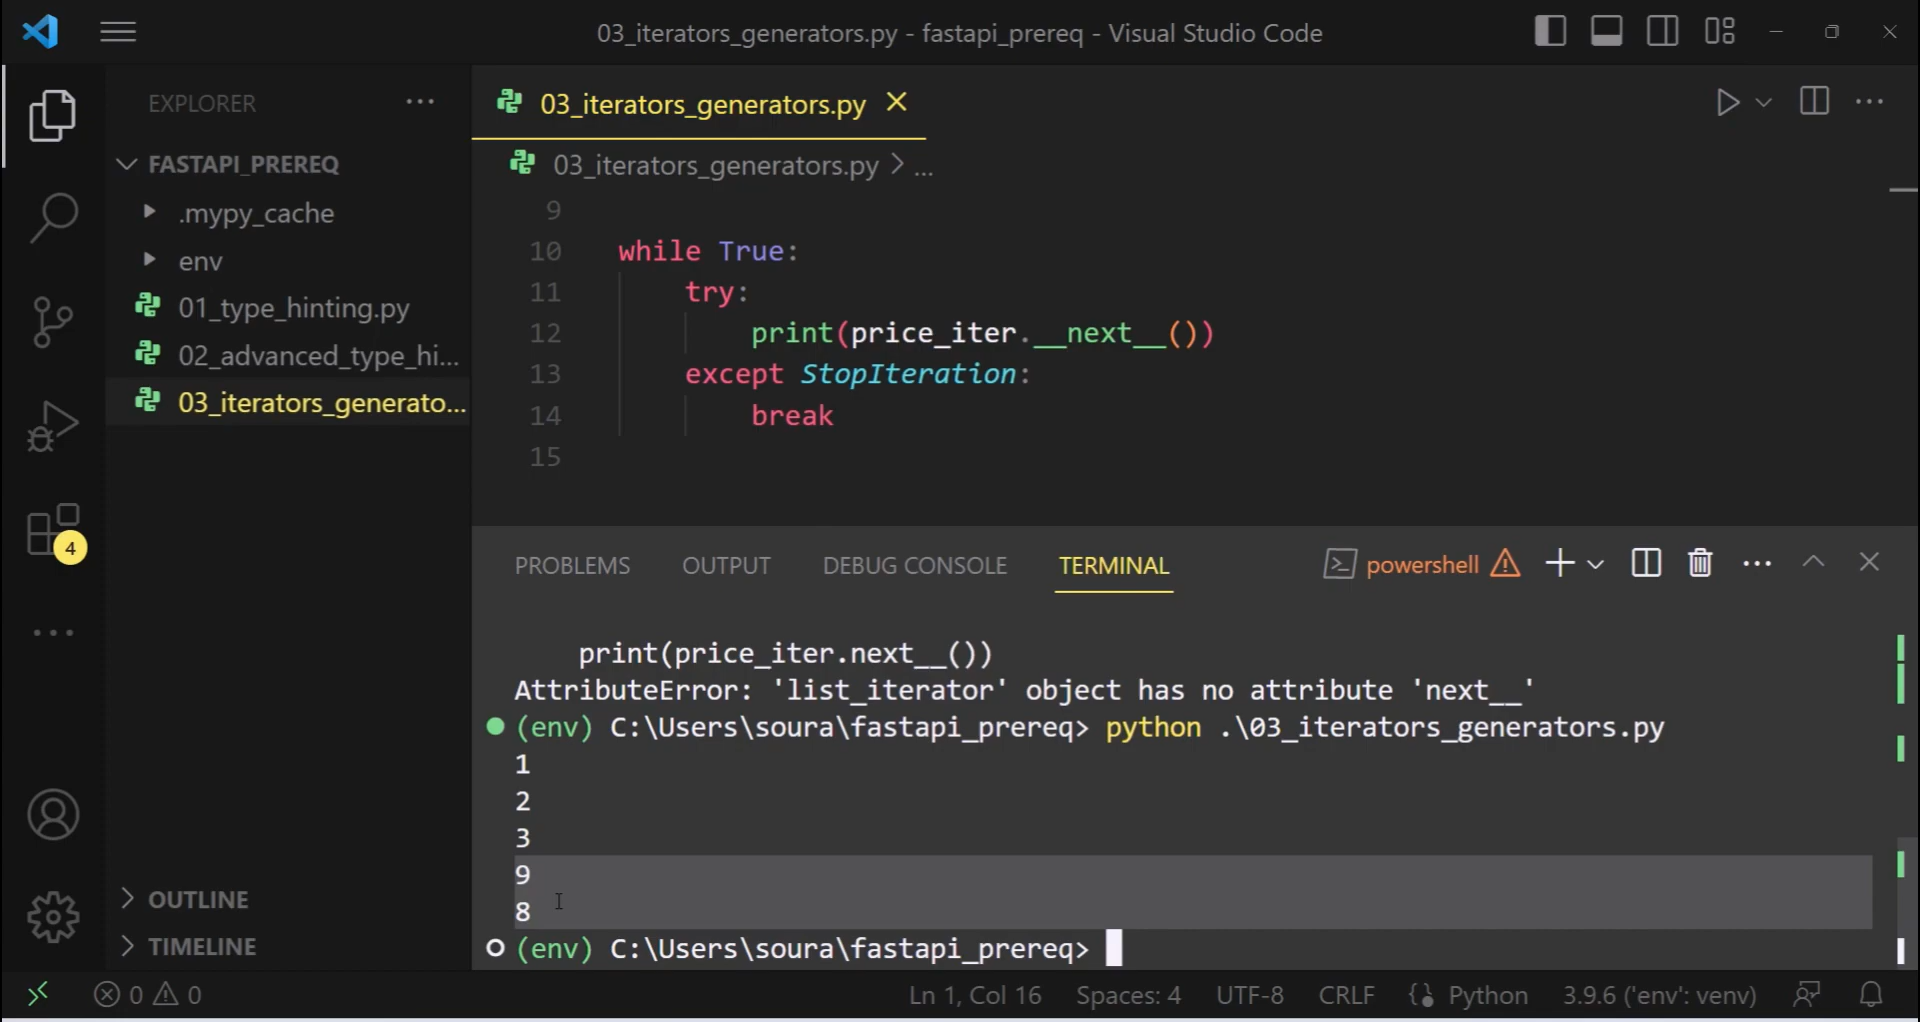 03_iterators_generators.py - fastapi_prereq - Visual Studio Code
EXPLORER
FASTAPI_PREREQ
.mypy_cache
env
01_type_hinting.py
02_advanced_type_hi...
03_iterators_generato...
4
OUTLINE
TIMELINE
03_iterators_generators.py
03_iterators_generators.py > ...
9
10 while True:
11 try:
12 print(price_iter.__next__())
13 except StopIteration:
14 break
15
PROBLEMS OUTPUT DEBUG CONSOLE TERMINAL powershell
print(price_iter.next__())
AttributeError: 'list_iterator' object has no attribute 'next__'
(env) C:\Users\soura\fastapi_prereq> python .\03_iterators_generators.py
1
2
3
9
8
(env) C:\Users\soura\fastapi_prereq>
0 0 Ln 1, Col 16 Spaces: 4 UTF-8 CRLF Python 3.9.6 ('env': venv)